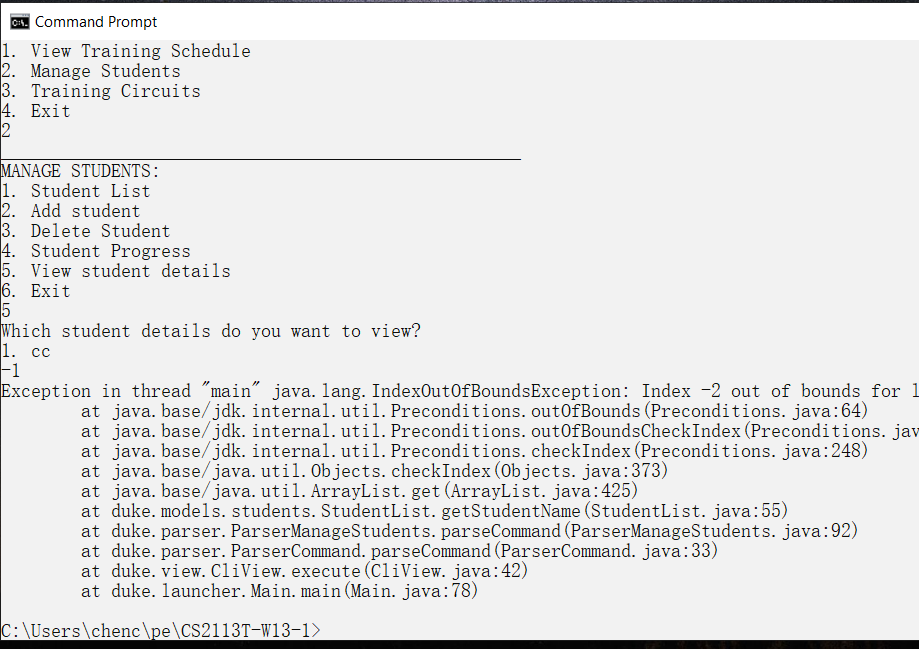 Command Prompt
1. View Training Schedule
2. Manage Students
3. Training Circuits
4. Exit
2
MANAGE STUDENTS:
1. Student List
2. Add student
3. Delete Student
4. Student Progress
5. View student details
6. Exit
5
Which student details do you want to view?
1. cc
-1
Exception in thread "main" java.lang.IndexOutOfBoundsException: Index -2 out of bounds for l
at java.base/jdk.internal.util.Preconditions.outOfBounds(Preconditions.java:64)
at java.base/jdk.internal.util.Preconditions.outOfBoundsCheckIndex(Preconditions.jav
at java.base/jdk.internal.util.Preconditions.checkIndex(Preconditions.java:248)
at java.base/java.util.Objects.checkIndex(Objects.java:373)
at java.base/java.util.ArrayList.get(ArrayList.java:425)
at duke.models.students.StudentList.getStudentName(StudentList.java:55)
at duke.parser.ParserManageStudents.parseCommand(ParserManageStudents.java:92)
at duke.parser.ParserCommand.parseCommand(ParserCommand.java:33)
at duke.view.CliView.execute(CliView.java:42)
at duke.launcher.Main.main(Main.java:78)
C:\Users\chenc\pe\CS2113T-W13-1>